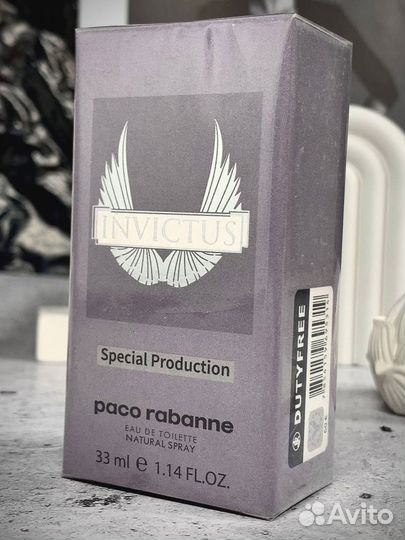 INVICTUS
Special Production
paco rabanne
EAU DE TOILETTE
NATURAL SPRAY
33 ml e 1.14 FL.OZ.
DUTYFREE
Avito